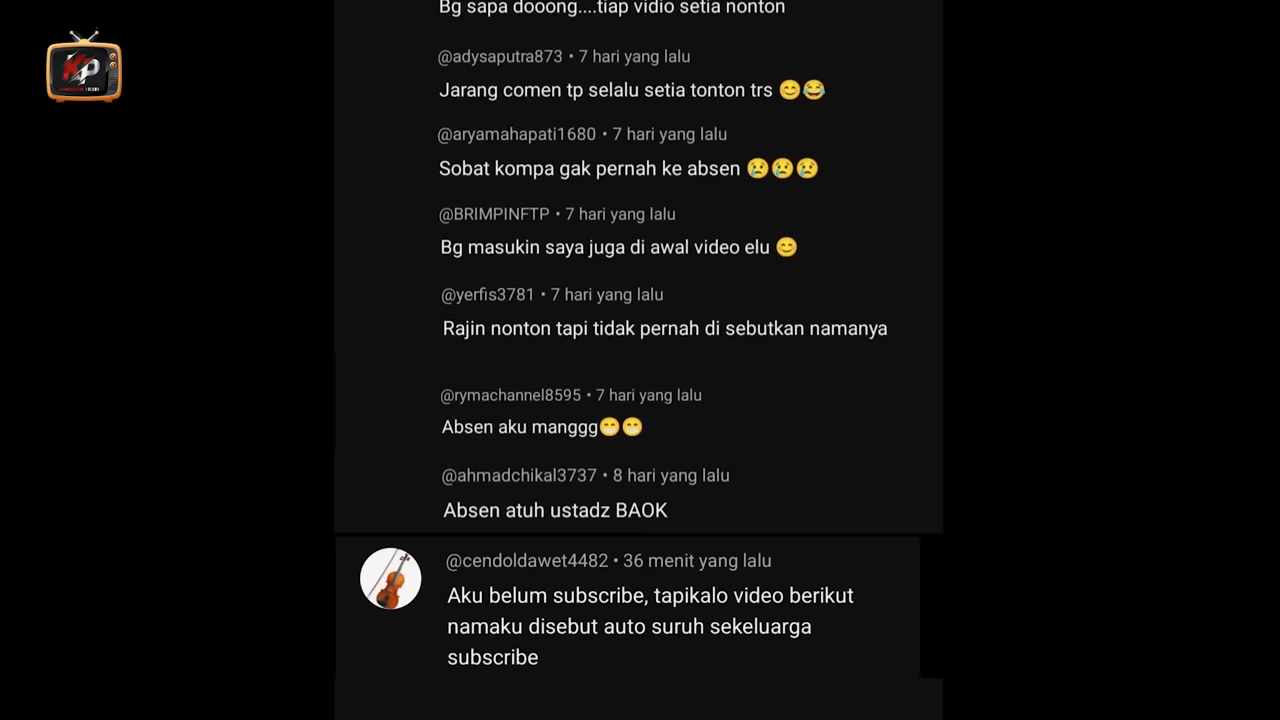 Bg sapa dooong....tiap vidio setia nonton
@adysaputra873 • 7 hari yang lalu
Jarang comen tp selalu setia tonton trs 😊😂
@aryamahapati1680 • 7 hari yang lalu
Sobat kompa gak pernah ke absen 😢😢😢
@BRIMPINFTP • 7 hari yang lalu
Bg masukin saya juga di awal video elu 😊
@yerfis3781 • 7 hari yang lalu
Rajin nonton tapi tidak pernah di sebutkan namanya
@rymachannel8595 • 7 hari yang lalu
Absen aku manggg😁😁
@ahmadchikal3737 • 8 hari yang lalu
Absen atuh ustadz BAOK
@cendoldawet4482 • 36 menit yang lalu
Aku belum subscribe, tapikalo video berikut
namaku disebut auto suruh sekeluarga
subscribe
KP